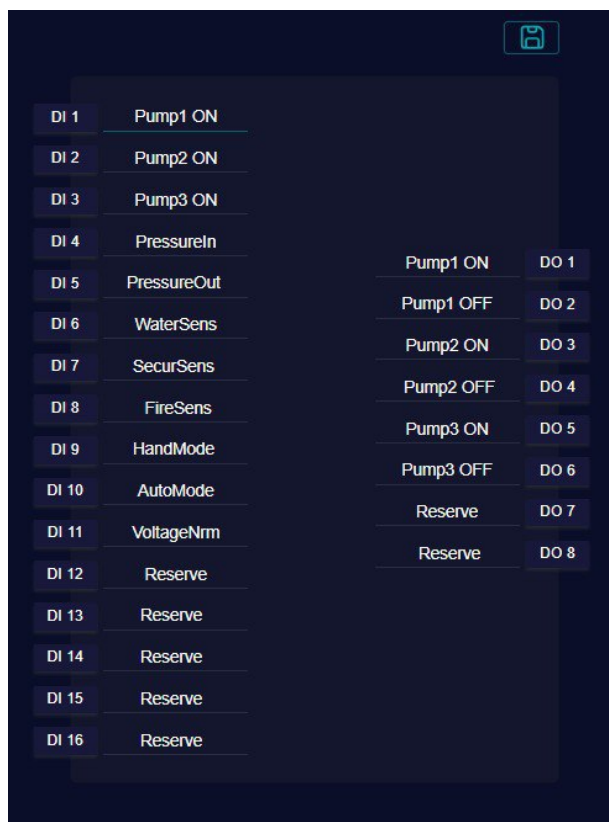 DI 1 Pump1 ON
DI 2 Pump2 ON
DI 3 Pump3 ON
DI 4 PressureIn
DI 5 PressureOut
DI 6 WaterSens
DI 7 SecurSens
DI 8 FireSens
DI 9 HandMode
DI 10 AutoMode
DI 11 VoltageNrm
DI 12 Reserve
DI 13 Reserve
DI 14 Reserve
DI 15 Reserve
DI 16 Reserve
Pump1 ON DO 1
Pump1 OFF DO 2
Pump2 ON DO 3
Pump2 OFF DO 4
Pump3 ON DO 5
Pump3 OFF DO 6
Reserve DO 7
Reserve DO 8